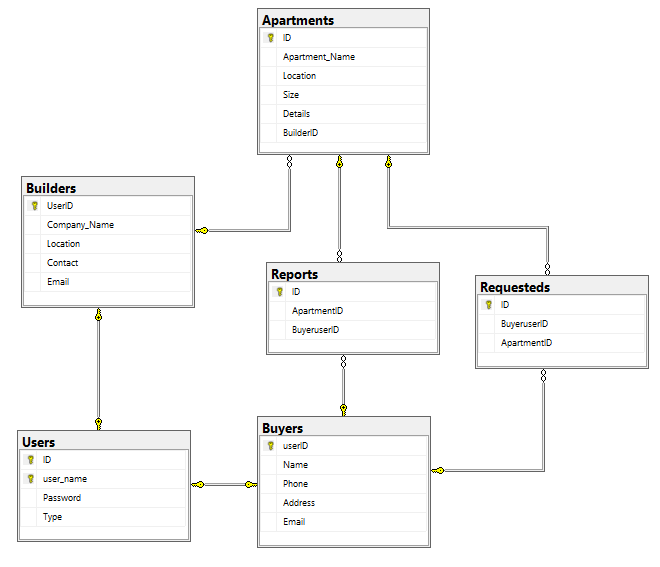 Apartments
ID
Apartment_Name
Location
Size
Details
BuilderID
Builders
UserID
Company_Name
Location
Contact
Email
Reports
ID
ApartmentID
BuyeruserID
Requesteds
ID
BuyeruserID
ApartmentID
Users
ID
user_name
Password
Type
Buyers
userID
Name
Phone
Address
Email